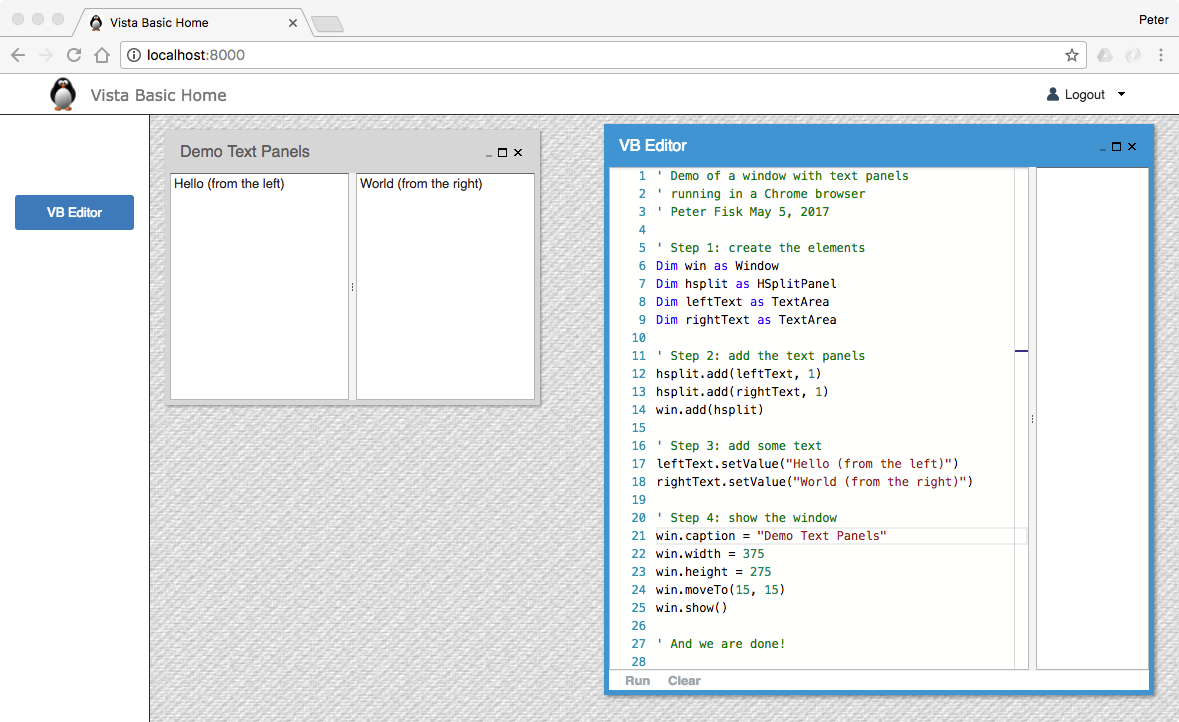 Vista Basic Home
Peter
localhost:8000
Vista Basic Home
Logout
VB Editor
Demo Text Panels
Hello (from the left)
World (from the right)
VB Editor
1 ' Demo of a window with text panels
2 ' running in a Chrome browser
3 ' Peter Fisk May 5, 2017
4
5 ' Step 1: create the elements
6 Dim win as Window
7 Dim hsplit as HSplitPanel
8 Dim leftText as TextArea
9 Dim rightText as TextArea
10
11 ' Step 2: add the text panels
12 hsplit.add(leftText, 1)
13 hsplit.add(rightText, 1)
14 win.add(hsplit)
15
16 ' Step 3: add some text
17 leftText.setValue("Hello (from the left)")
18 rightText.setValue("World (from the right)")
19
20 ' Step 4: show the window
21 win.caption = "Demo Text Panels"
22 win.width = 375
23 win.height = 275
24 win.moveTo(15, 15)
25 win.show()
26
27 ' And we are done!
28
Run Clear